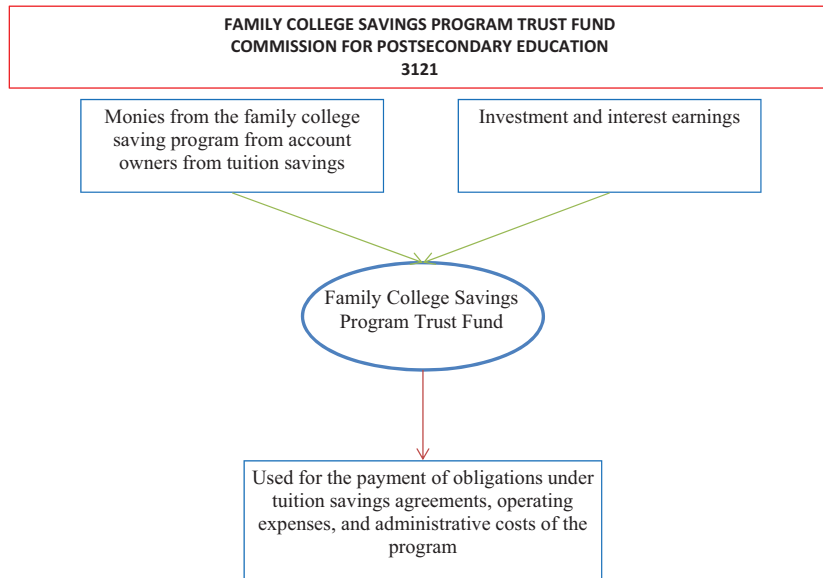 FAMILY COLLEGE SAVINGS PROGRAM TRUST FUND
COMMISSION FOR POSTSECONDARY EDUCATION
3121
Monies from the family college
saving program from account
owners from tuition savings
Investment and interest earnings
Family College Savings
Program Trust Fund
Used for the payment of obligations under
tuition savings agreements, operating
expenses, and administrative costs of the
program